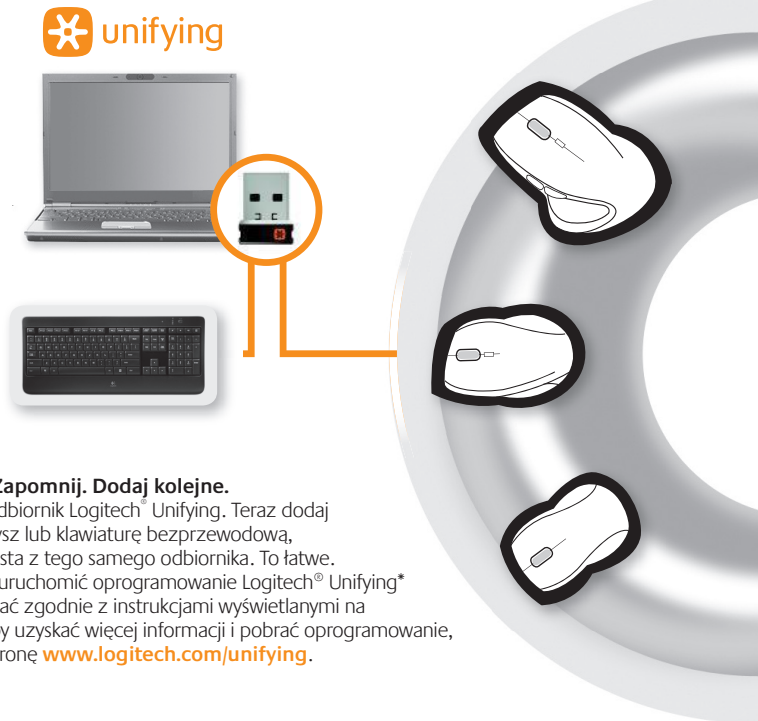 unifying
Zapomnij. Dodaj kolejne.
dbiornik Logitech® Unifying. Teraz dodaj
ysz lub klawiaturę bezprzewodową,
sta z tego samego odbiornika. To łatwe.
uruchomić oprogramowanie Logitech® Unifying*
ać zgodnie z instrukcjami wyświetlanymi na
y uzyskać więcej informacji i pobrać oprogramowanie,
ronę www.logitech.com/unifying.